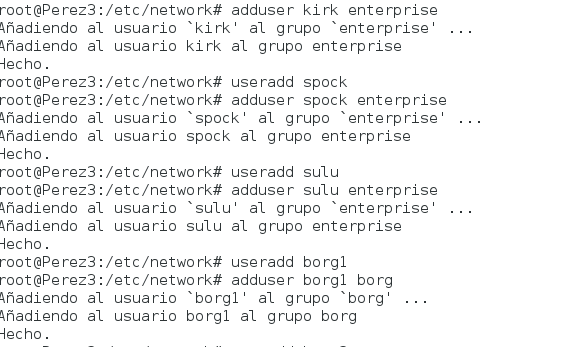 root@Perez3:/etc/network# adduser kirk enterprise
Añadiendo al usuario `kirk' al grupo `enterprise' ...
Añadiendo al usuario kirk al grupo enterprise
Hecho.
root@Perez3:/etc/network# useradd spock
root@Perez3:/etc/network# adduser spock enterprise
Añadiendo al usuario `spock' al grupo `enterprise' ...
Añadiendo al usuario spock al grupo enterprise
Hecho.
root@Perez3:/etc/network# useradd sulu
root@Perez3:/etc/network# adduser sulu enterprise
Añadiendo al usuario `sulu' al grupo `enterprise' ...
Añadiendo al usuario sulu al grupo enterprise
Hecho.
root@Perez3:/etc/network# useradd borg1
root@Perez3:/etc/network# adduser borg1 borg
Añadiendo al usuario `borg1' al grupo `borg' ...
Añadiendo al usuario borg1 al grupo borg
Hecho.